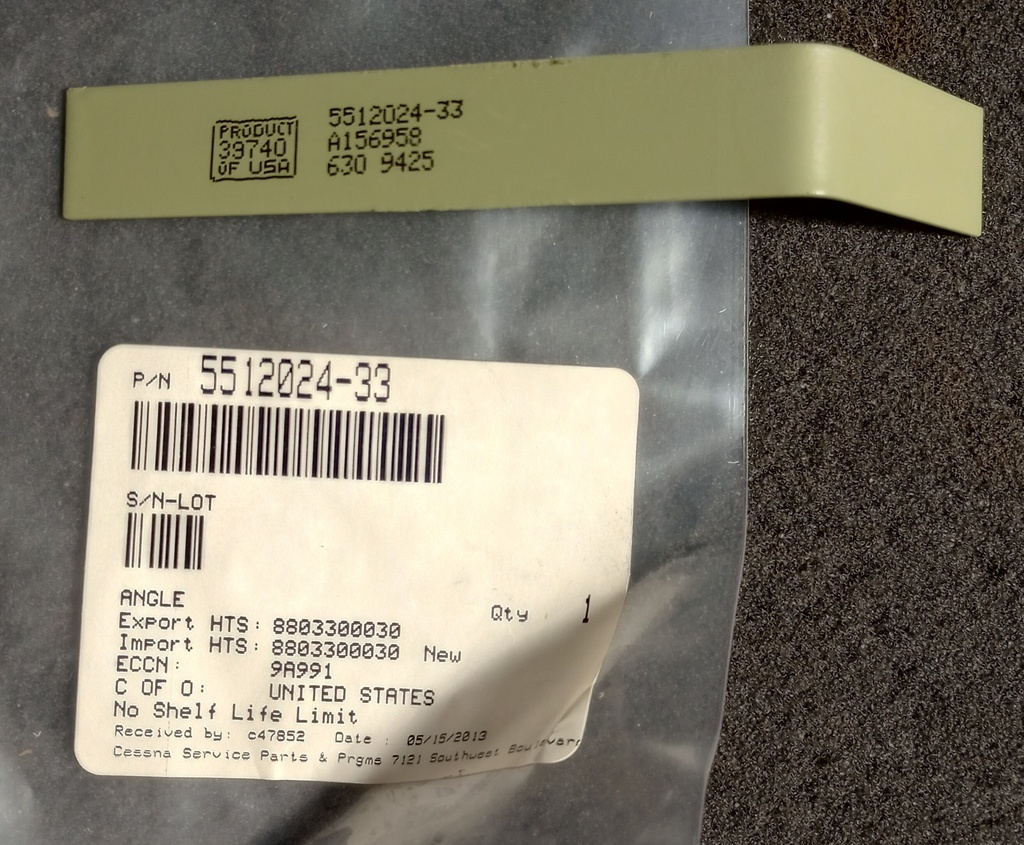 PRODUCT
39740
OF USA
5512024-33
A156958
630 9425
P/N 5512024-33
S/N-LOT
ANGLE
Qty : 1
Export HTS: 8803300030
Import HTS: 8803300030 New
ECCN: 9A991
C OF O: UNITED STATES
No Shelf Life Limit
Received by: c47852 Date : 05/15/2013
Cessna Service Parts & Prgms 7121 Southwest Boulevard